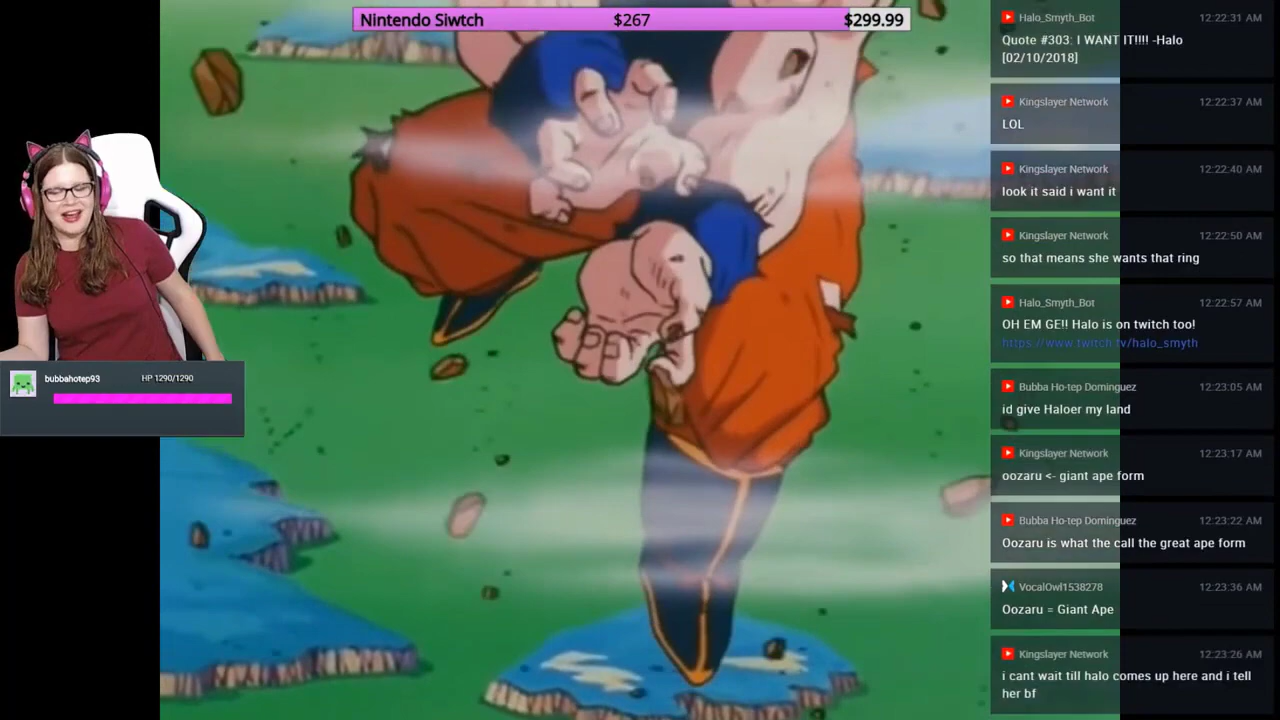 Nintendo Siwtch $267 $299.99
bubbahotep93 HP 1290/1290
Halo_Smyth_Bot 12:22:31 AM
Quote #303: I WANT IT!!!! -Halo
[02/10/2018]
Kingslayer Network 12:22:37 AM
LOL
Kingslayer Network 12:22:40 AM
look it said i want it
Kingslayer Network 12:22:50 AM
so that means she wants that ring
Halo_Smyth_Bot 12:22:57 AM
OH EM GE!! Halo is on twitch too!
https://www.twitch.tv/halo_smyth
Bubba Ho-tep Dominguez 12:23:05 AM
id give Haloer my land
Kingslayer Network 12:23:17 AM
oozaru <- giant ape form
Bubba Ho-tep Dominguez 12:23:22 AM
Oozaru is what the call the great ape form
VocalOwl1538278 12:23:36 AM
Oozaru = Giant Ape
Kingslayer Network 12:23:26 AM
i cant wait till halo comes up here and i tell
her bf